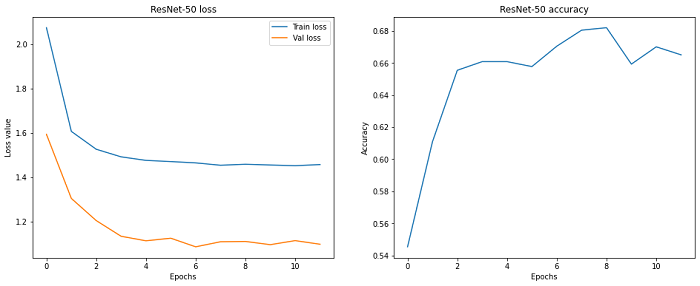 ResNet-50 loss
Train loss
Val loss
2.0
1.8
1.6
1.4
1.2
Loss value
0 2 4 6 8 10
Epochs
ResNet-50 accuracy
0.68
0.66
0.64
0.62
0.60
0.58
0.56
0.54
Accuracy
0 2 4 6 8 10
Epochs